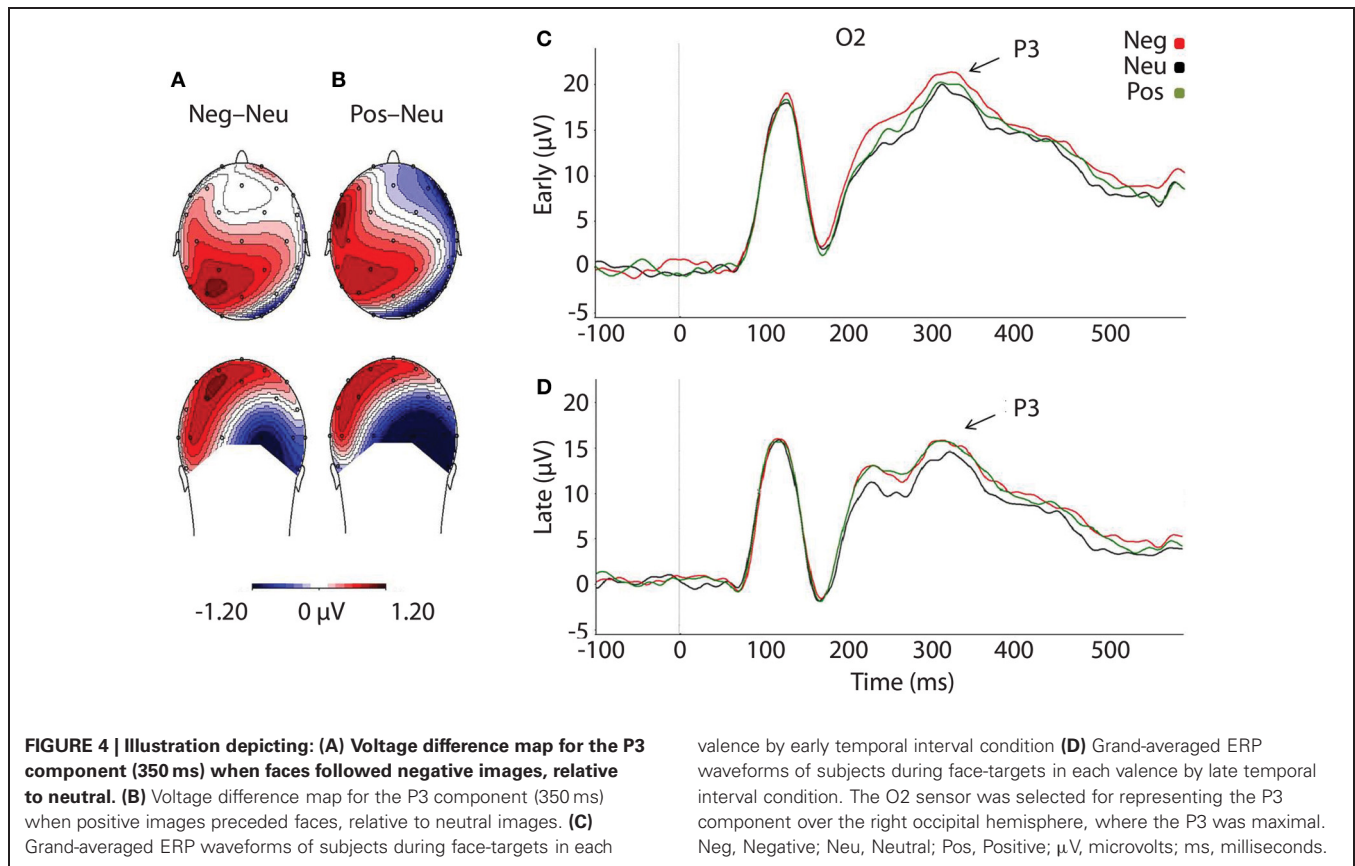 A
Neg–Neu
B
Pos–Neu
-1.20 0 µV 1.20
C
O2
Neg
Neu
Pos
P3
Early (µV)
20
15
10
5
0
-5
-100 0 100 200 300 400 500
D
P3
Late (µV)
20
15
10
5
0
-5
-100 0 100 200 300 400 500
Time (ms)
FIGURE 4 | Illustration depicting: (A) Voltage difference map for the P3
component (350 ms) when faces followed negative images, relative
to neutral. (B) Voltage difference map for the P3 component (350 ms)
when positive images preceded faces, relative to neutral images. (C)
Grand-averaged ERP waveforms of subjects during face-targets in each
valence by early temporal interval condition (D) Grand-averaged ERP
waveforms of subjects during face-targets in each valence by late temporal
interval condition. The O2 sensor was selected for representing the P3
component over the right occipital hemisphere, where the P3 was maximal.
Neg, Negative; Neu, Neutral; Pos, Positive; µV, microvolts; ms, milliseconds.